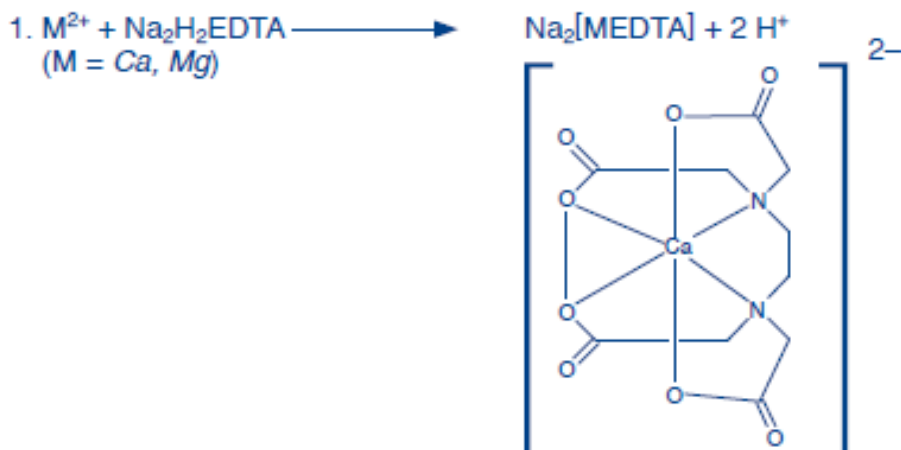 1. M²⁺ + Na₂H₂EDTA ⟶ Na₂[MEDTA] + 2 H⁺
(M = Ca, Mg)
2–
O
O
O
O
N
Ca
O
N
O
O
O